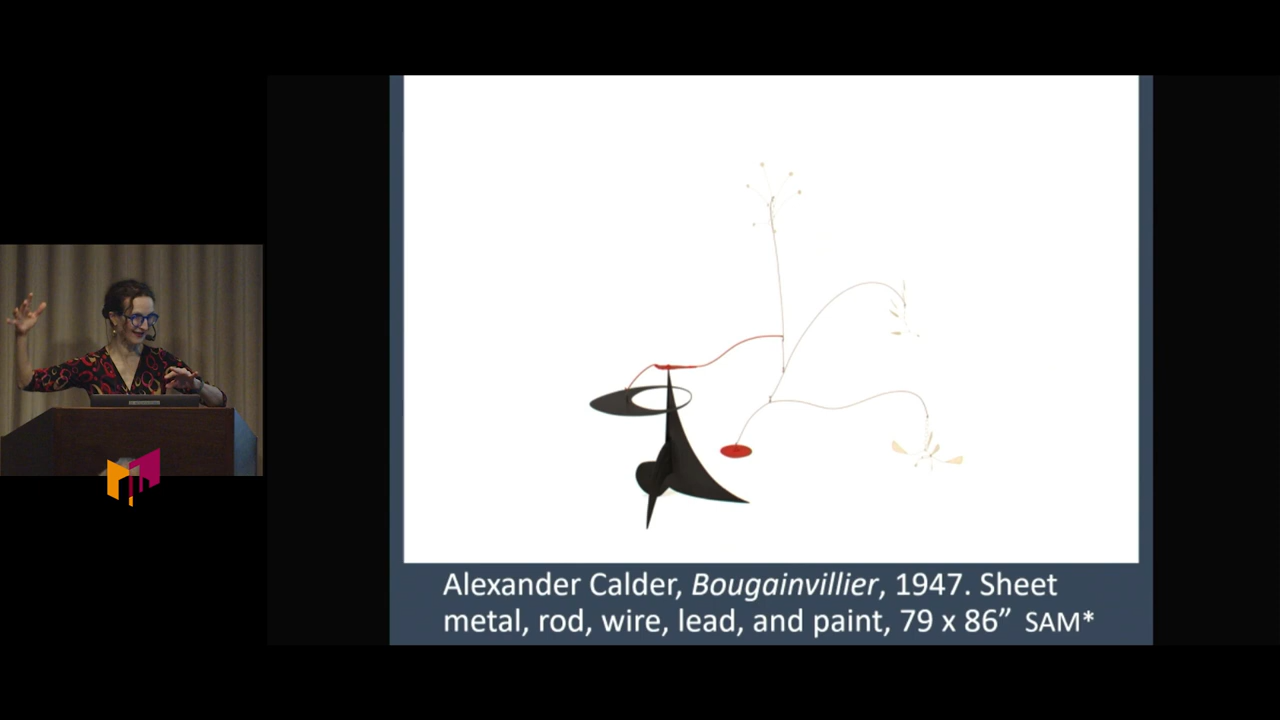 Alexander Calder, Bougainvillier, 1947. Sheet
metal, rod, wire, lead, and paint, 79 x 86” SAM*